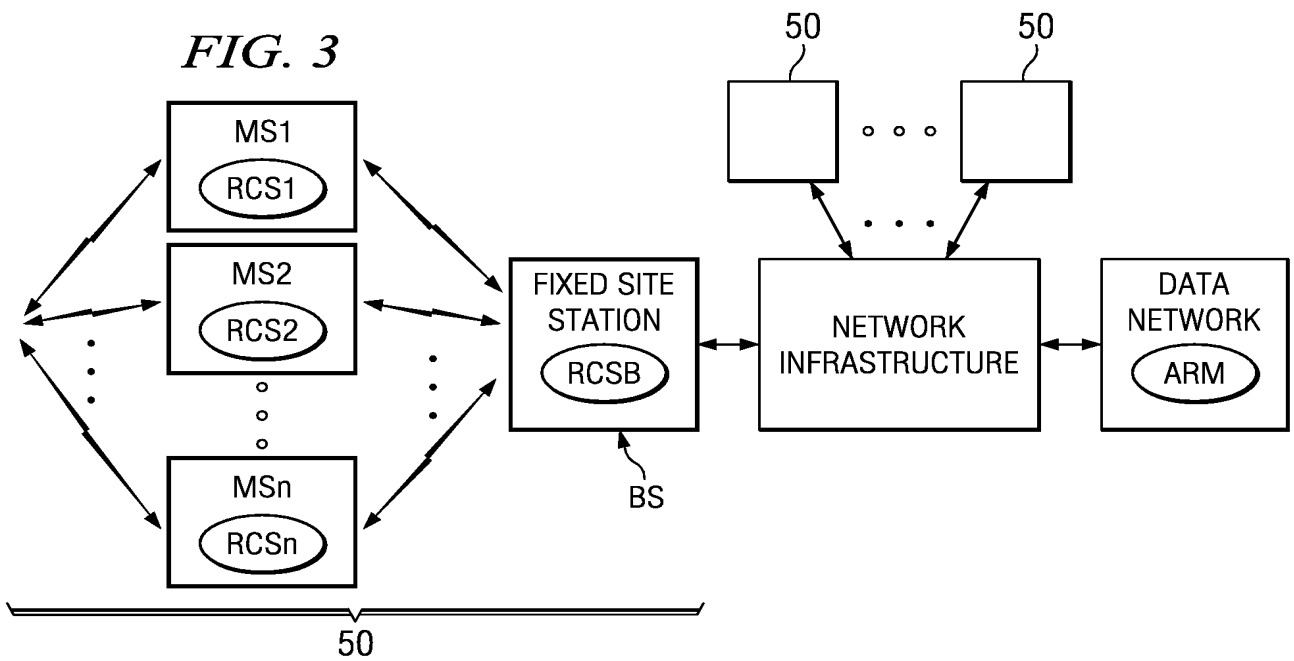 FIG. 3
50
50
MS1
RCS1
MS2
RCS2
MSn
RCSn
FIXED SITE
STATION
RCSB
BS
NETWORK
INFRASTRUCTURE
DATA
NETWORK
ARM
50